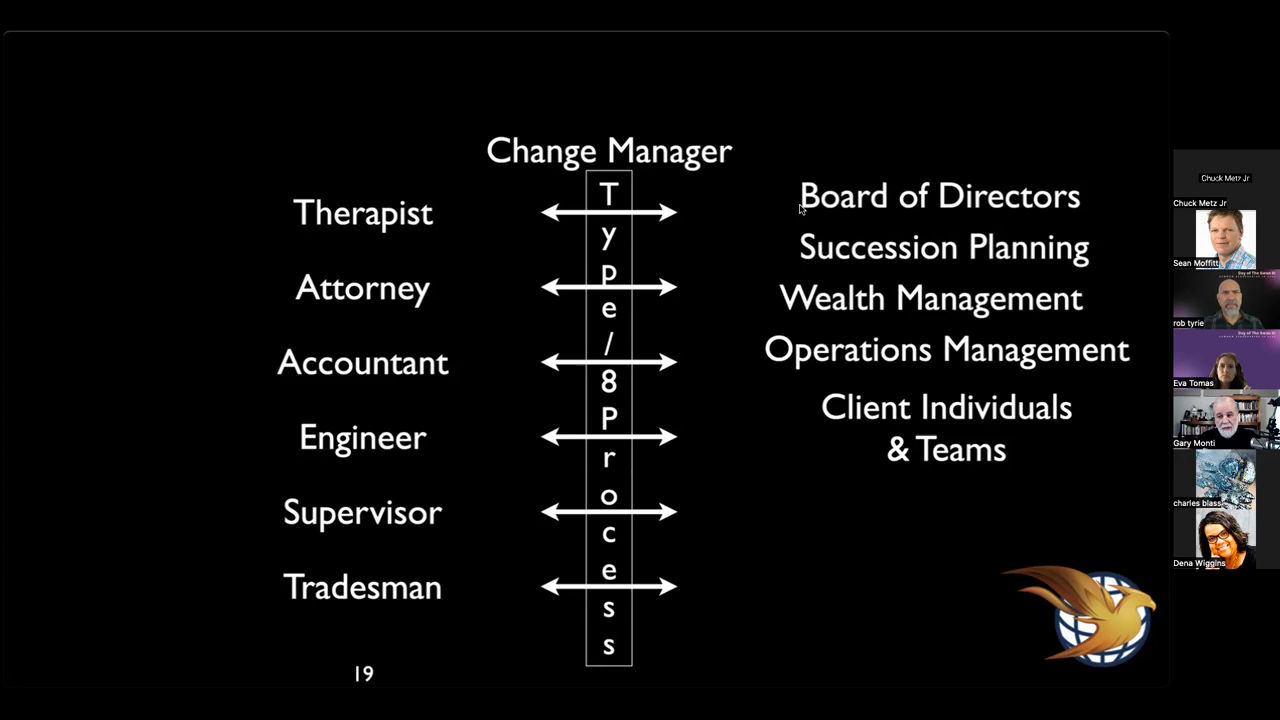 Change Manager
Therapist
Attorney
Accountant
Engineer
Supervisor
Tradesman
Type/8Process
Board of Directors
Succession Planning
Wealth Management
Operations Management
Client Individuals
& Teams
19
Chuck Metz Jr
Chuck Metz Jr
Sean Moffitt
rob tyrie
Eva Tomas
Gary Monti
charles blass
Dena Wiggins